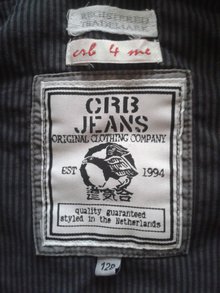 REGISTERED
TRADEMARK
crb 4 me
CRB
JEANS
ORIGINAL CLOTHING COMPANY
EST 1994
quality guaranteed
styled in the Netherlands
128